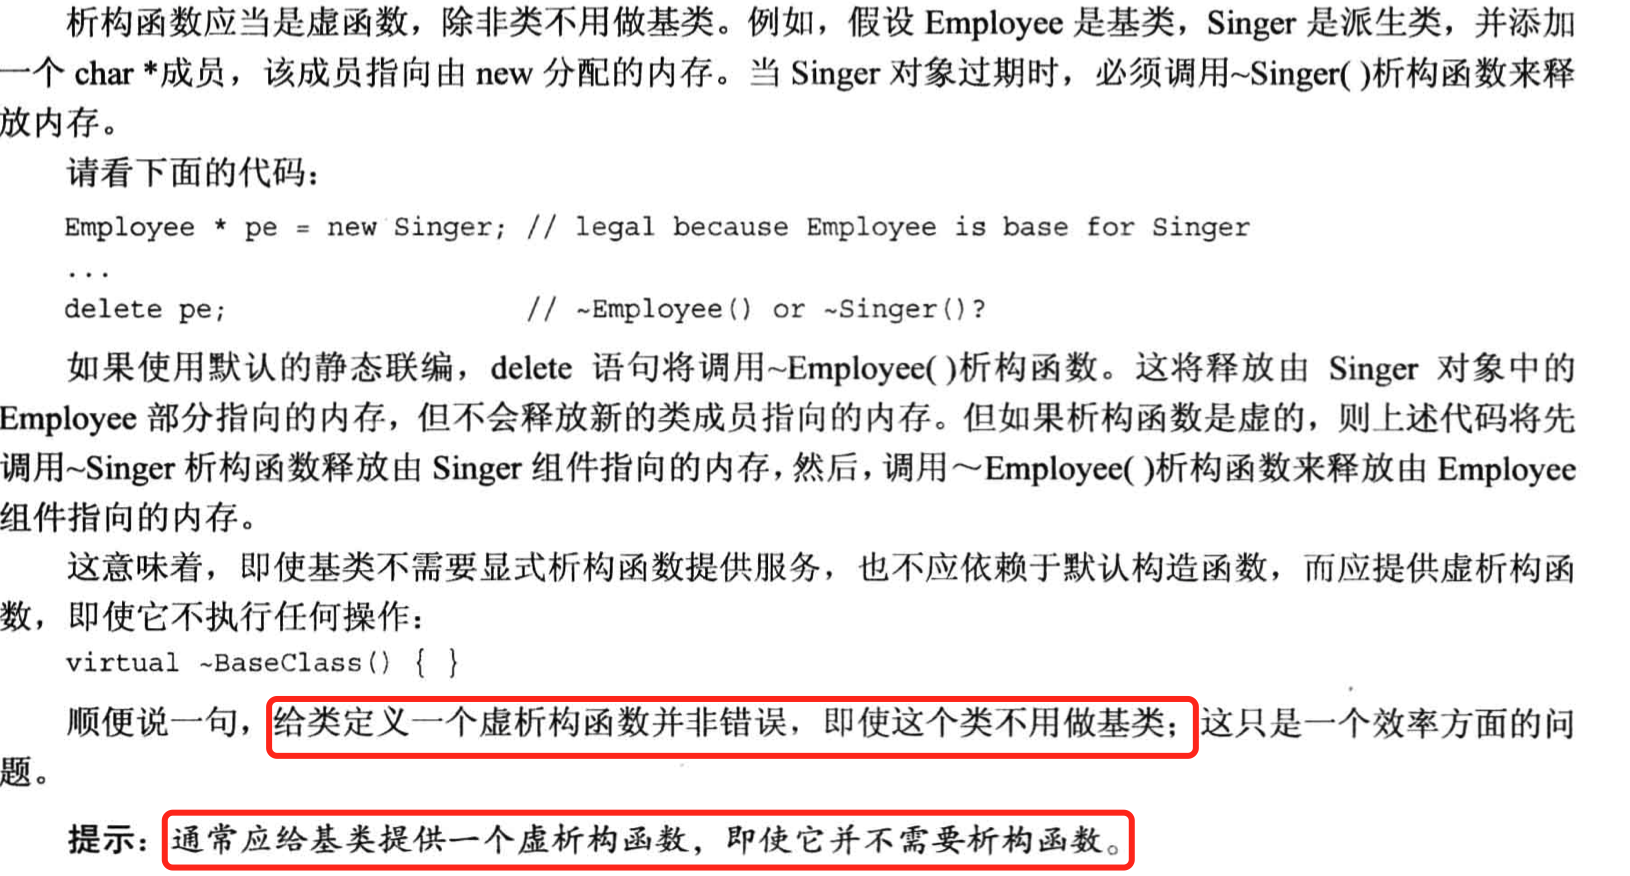 析构函数应当是虚函数，除非类不用做基类。例如，假设 Employee 是基类，Singer 是派生类，并添加
一个 char *成员，该成员指向由 new 分配的内存。当 Singer 对象过期时，必须调用~Singer( )析构函数来释
放内存。
请看下面的代码：
Employee * pe = new Singer; // legal because Employee is base for Singer
...
delete pe; // ~Employee() or ~Singer()?
如果使用默认的静态联编，delete 语句将调用~Employee( )析构函数。这将释放由 Singer 对象中的
Employee 部分指向的内存，但不会释放新的类成员指向的内存。但如果析构函数是虚的，则上述代码将先
调用~Singer 析构函数释放由 Singer 组件指向的内存，然后，调用～Employee( )析构函数来释放由 Employee
组件指向的内存。
这意味着，即使基类不需要显式析构函数提供服务，也不应依赖于默认构造函数，而应提供虚析构函
数，即使它不执行任何操作：
virtual ~BaseClass() { }
顺便说一句，给类定义一个虚析构函数并非错误，即使这个类不用做基类；这只是一个效率方面的问
题。
提示：通常应给基类提供一个虚析构函数，即使它并不需要析构函数。